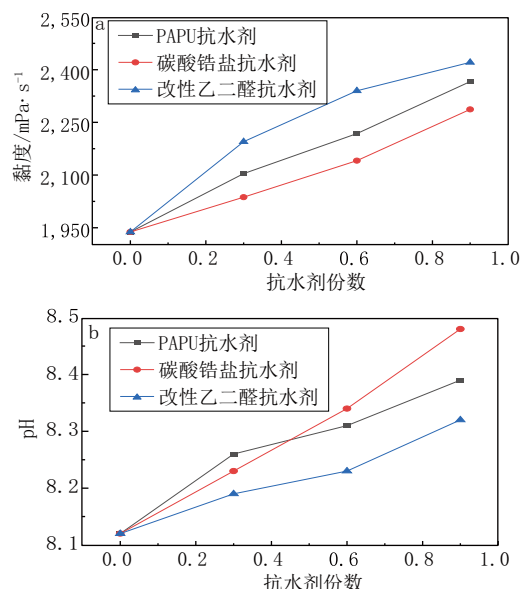 2,550
a
PAPU抗水剂
碳酸锆盐抗水剂
改性乙二醛抗水剂
2,400
2,250
2,100
1,950
黏度/mPa·s⁻¹
0.0 0.2 0.4 0.6 0.8 1.0
抗水剂份数
8.5
b
PAPU抗水剂
碳酸锆盐抗水剂
改性乙二醛抗水剂
8.4
8.3
8.2
8.1
pH
0.0 0.2 0.4 0.6 0.8 1.0
抗水剂份数